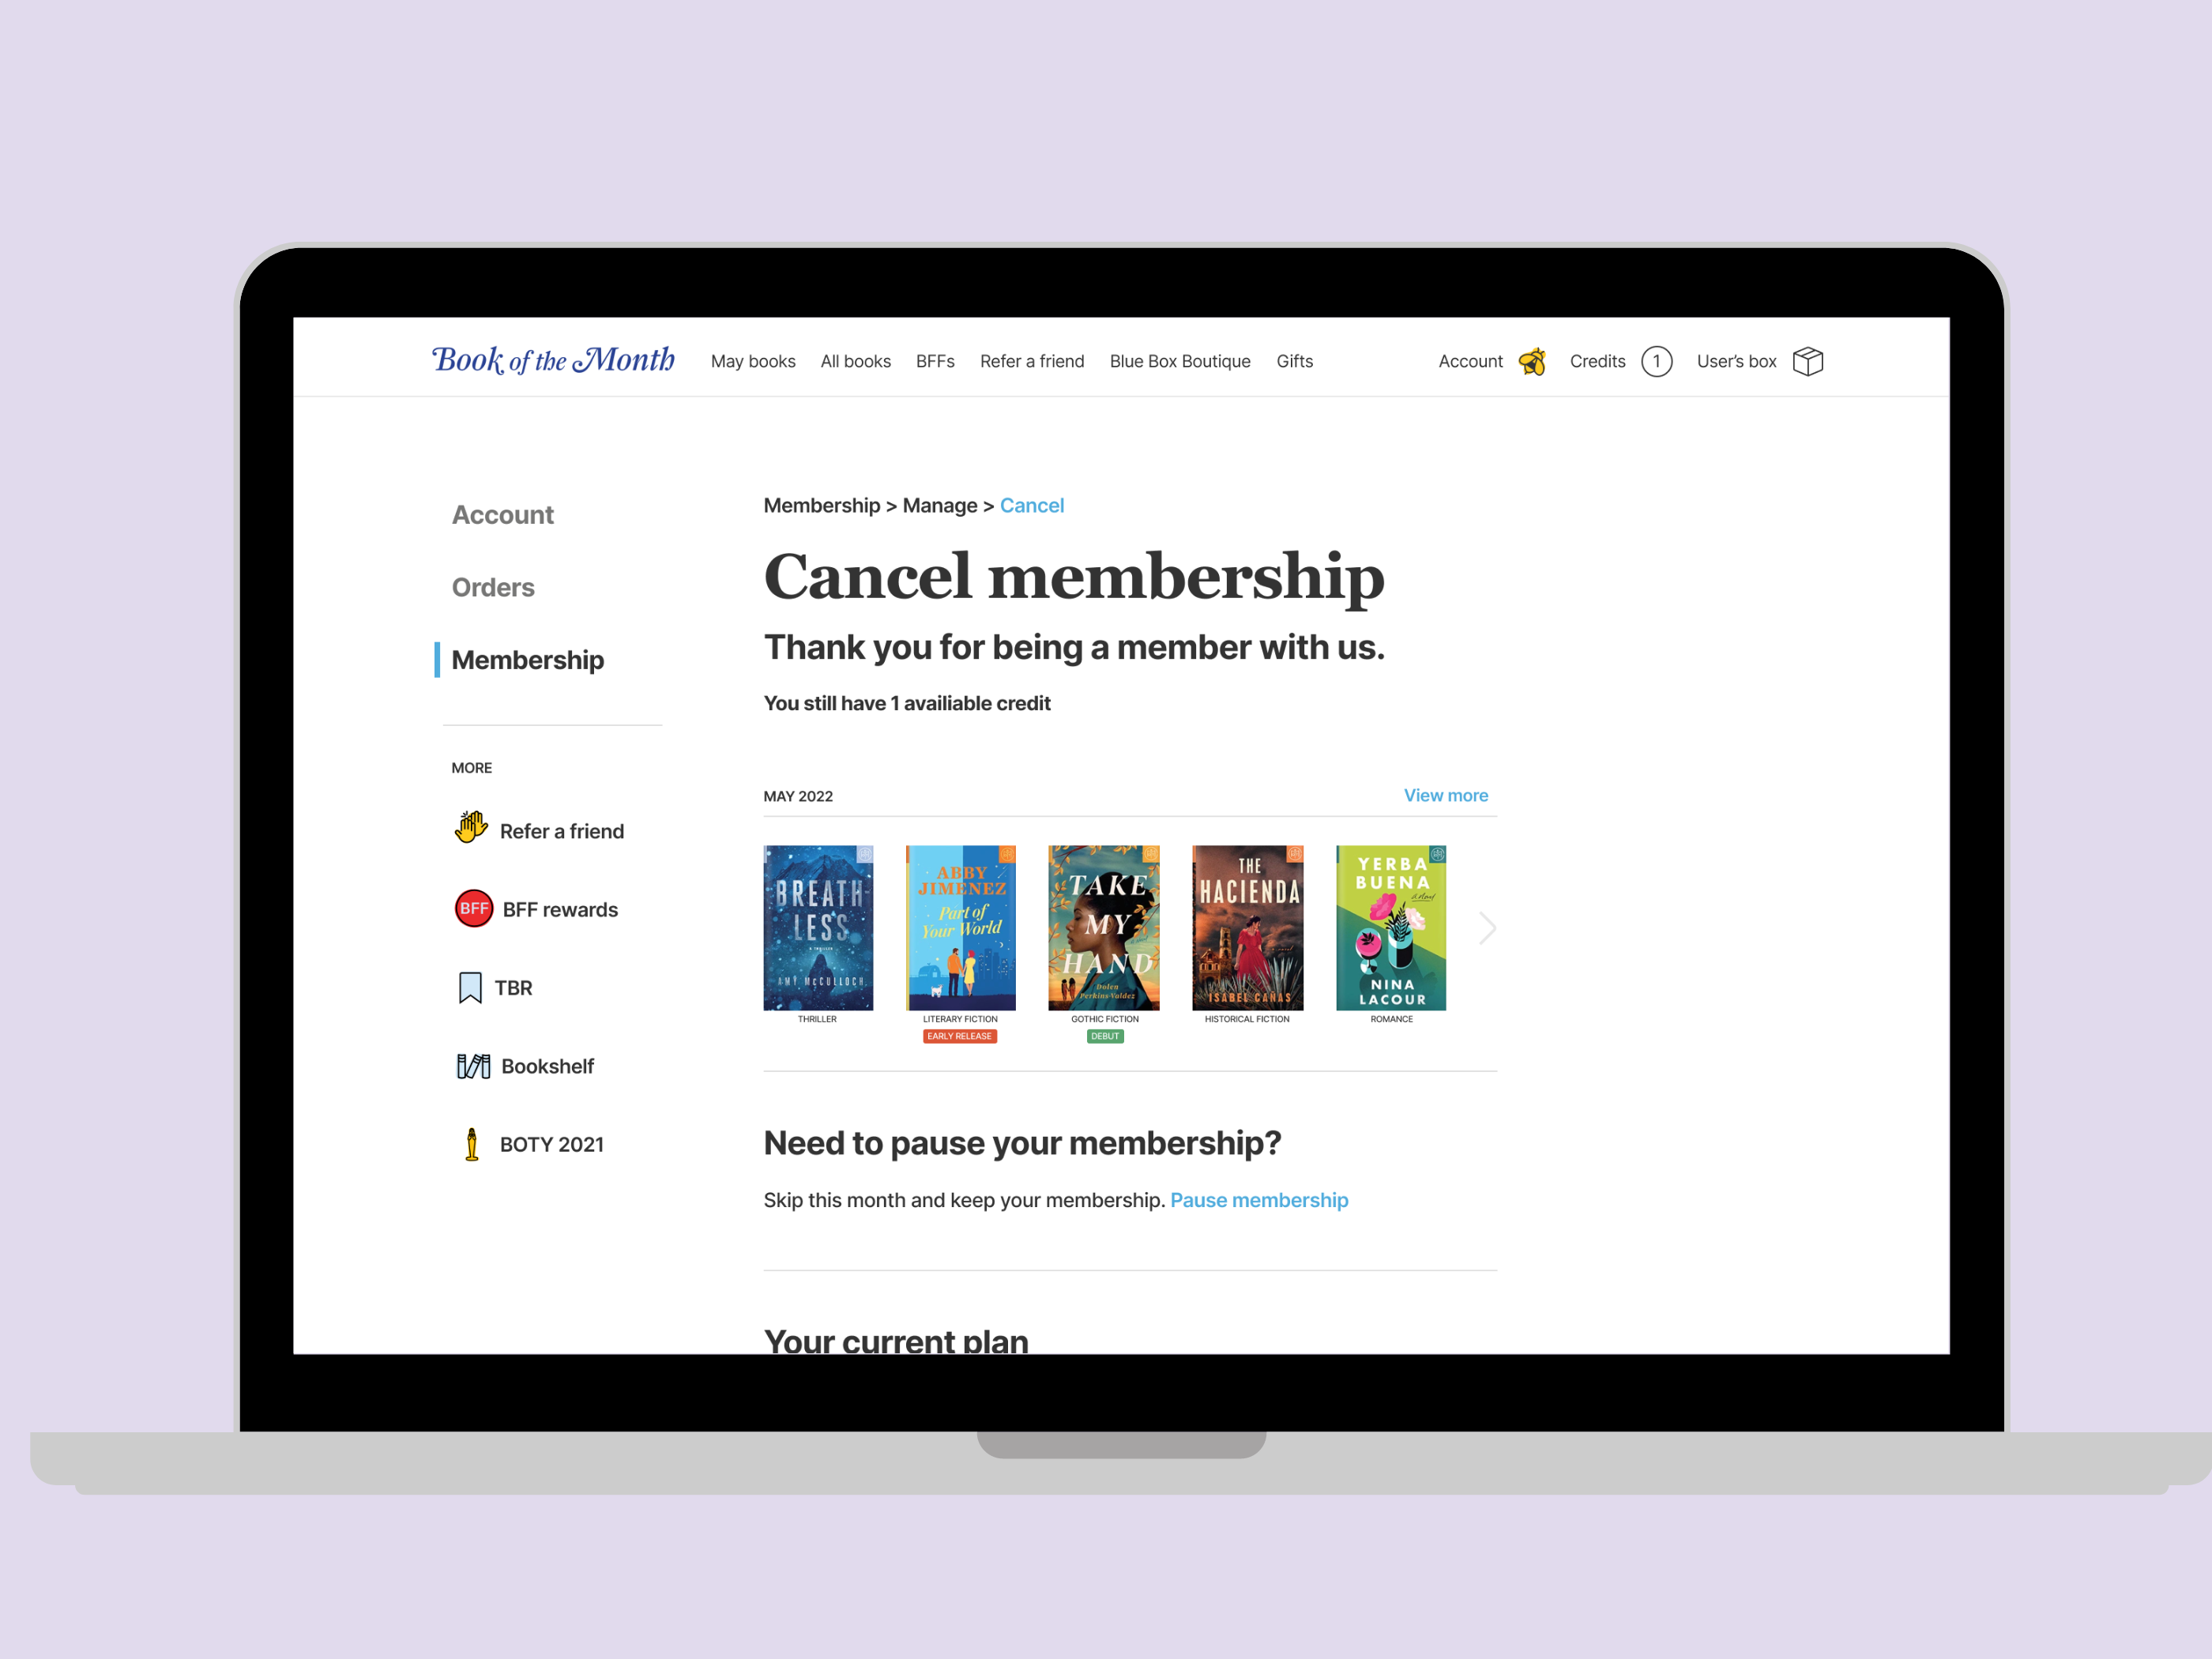 Book of the Month May books All books BFFs Refer a friend Blue Box Boutique Gifts Account Credits 1 User's box
Account
Orders
Membership
MORE
Refer a friend
BFF BFF rewards
TBR
Bookshelf
BOTY 2021
Membership > Manage > Cancel
Cancel membership
Thank you for being a member with us.
You still have 1 availiable credit
MAY 2022 View more
BREATH
LESS
A THRILLER
AMY McCULLOCH
THRILLER
ABBY
JIMENEZ
Part of
Your World
LITERARY FICTION
EARLY RELEASE
TAKE
MY
HAND
Dolen
Perkins-Valdez
GOTHIC FICTION
DEBUT
THE
HACIENDA
ISABEL CAÑAS
HISTORICAL FICTION
YERBA
BUENA
a novel
NINA
LACOUR
ROMANCE
Need to pause your membership?
Skip this month and keep your membership. Pause membership
Your current plan